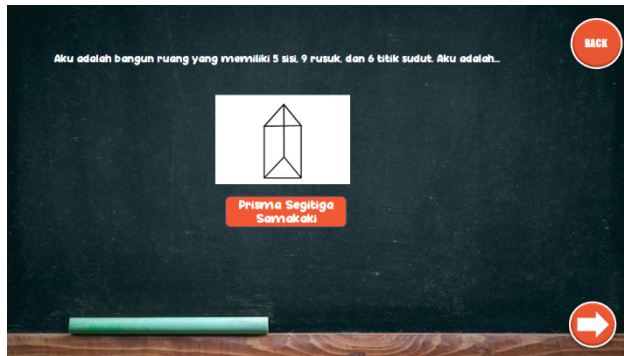 BACK
Aku adalah bangun ruang yang memiliki 5 sisi, 9 rusuk, dan 6 titik sudut. Aku adalah...
Prisma Segitiga
Samakaki